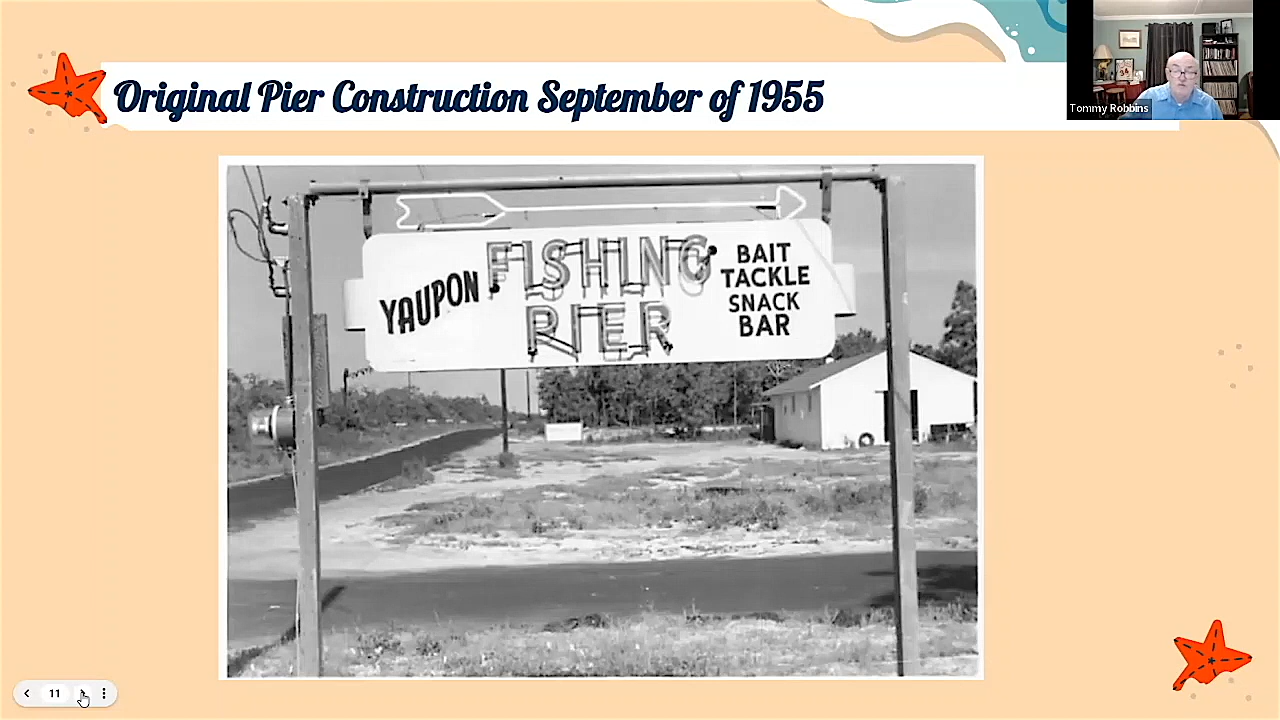 Original Pier Construction September of 1955
Tommy Robbins
YAUPON
FISHING
PIER
BAIT
TACKLE
SNACK
BAR
11